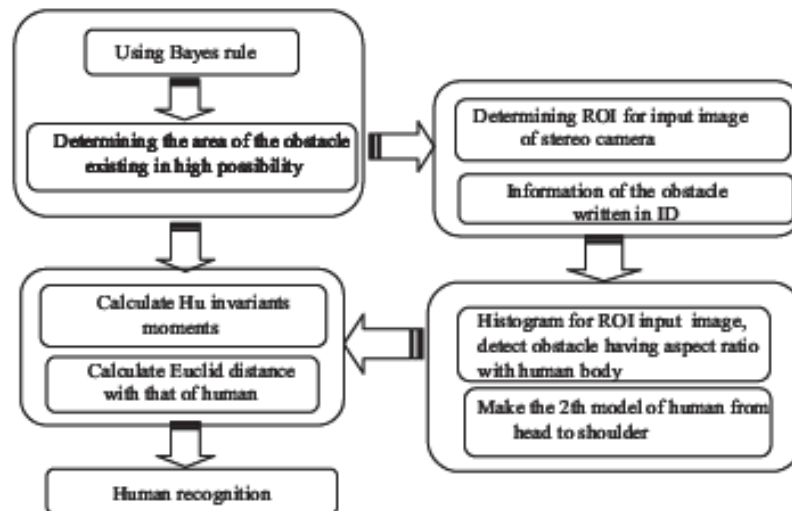 Using Bayes rule
Determining the area of the obstacle
existing in high possibility
Determining ROI for input image
of stereo camera
Information of the obstacle
written in ID
Calculate Hu invariants
moments
Calculate Euclid distance
with that of human
Histogram for ROI input image,
detect obstacle having aspect ratio
with human body
Make the 2th model of human from
head to shoulder
Human recognition